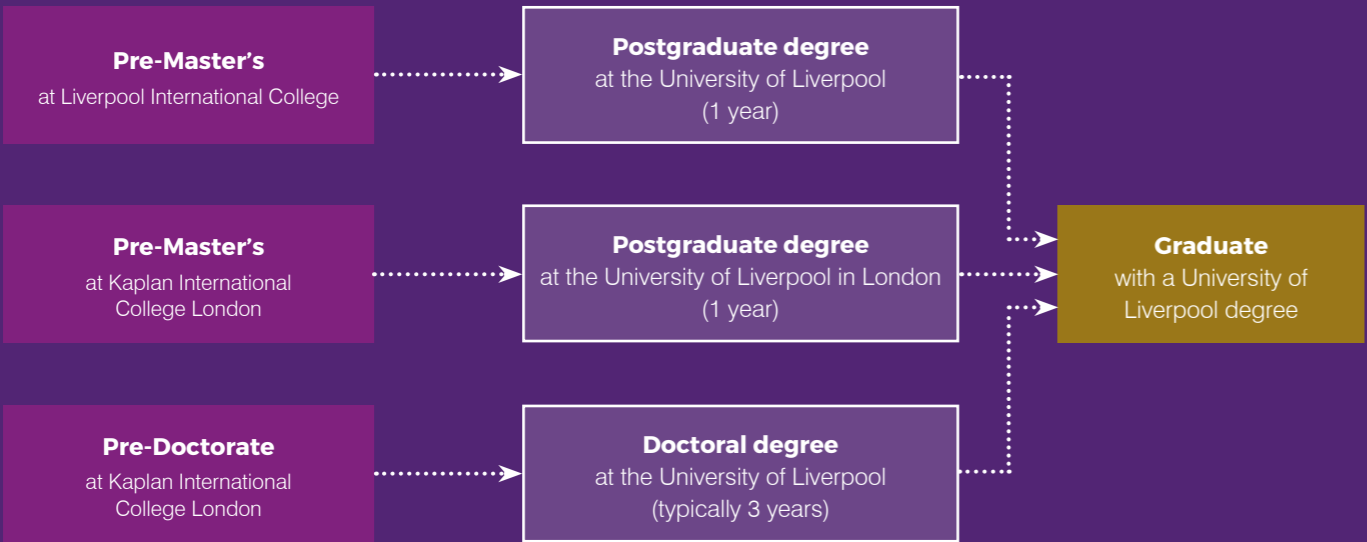 Pre-Master’s
at Liverpool International College
Postgraduate degree
at the University of Liverpool
(1 year)
Pre-Master’s
at Kaplan International
College London
Postgraduate degree
at the University of Liverpool in London
(1 year)
Graduate
with a University of
Liverpool degree
Pre-Doctorate
at Kaplan International
College London
Doctoral degree
at the University of Liverpool
(typically 3 years)